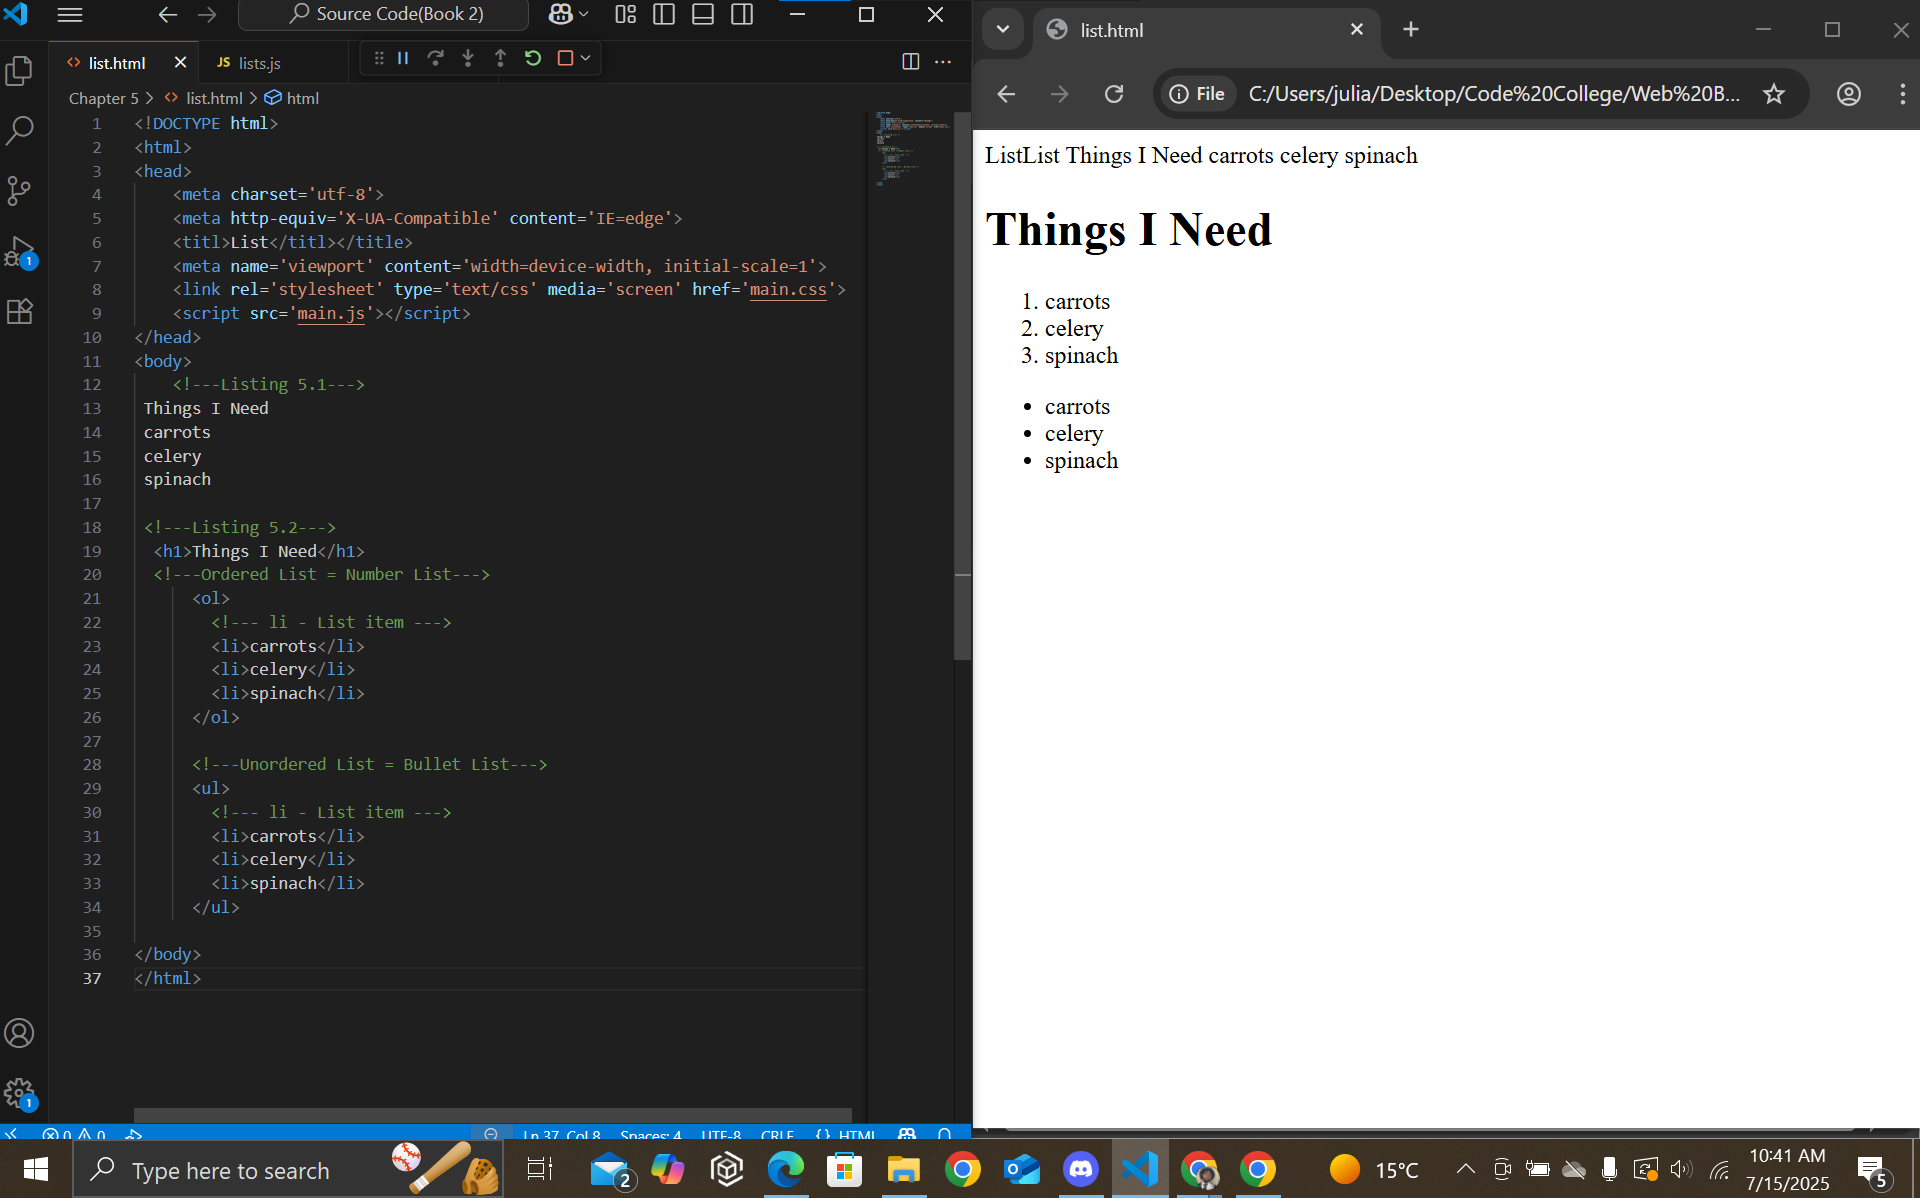 Source Code(Book 2)
list.html
JS lists.js
Chapter 5 > list.html > html
1 <!DOCTYPE html>
2 <html>
3 <head>
4 <meta charset='utf-8'>
5 <meta http-equiv='X-UA-Compatible' content='IE=edge'>
6 <titl>List</titl></title>
7 <meta name='viewport' content='width=device-width, initial-scale=1'>
8 <link rel='stylesheet' type='text/css' media='screen' href='main.css'>
9 <script src='main.js'></script>
10 </head>
11 <body>
12 <!---Listing 5.1--->
13 Things I Need
14 carrots
15 celery
16 spinach
17
18 <!---Listing 5.2--->
19 <h1>Things I Need</h1>
20 <!---Ordered List = Number List--->
21 <ol>
22 <!--- li - List item --->
23 <li>carrots</li>
24 <li>celery</li>
25 <li>spinach</li>
26 </ol>
27
28 <!---Unordered List = Bullet List--->
29 <ul>
30 <!--- li - List item --->
31 <li>carrots</li>
32 <li>celery</li>
33 <li>spinach</li>
34 </ul>
35
36 </body>
37 </html>
1
1
0 0 Ln 37, Col 8 Spaces: 4 UTF-8 CRLF {} HTML
list.html
File C:/Users/julia/Desktop/Code%20College/Web%20B...
ListList Things I Need carrots celery spinach
Things I Need
1. carrots
2. celery
3. spinach
• carrots
• celery
• spinach
Type here to search
2
15°C
10:41 AM
7/15/2025
5